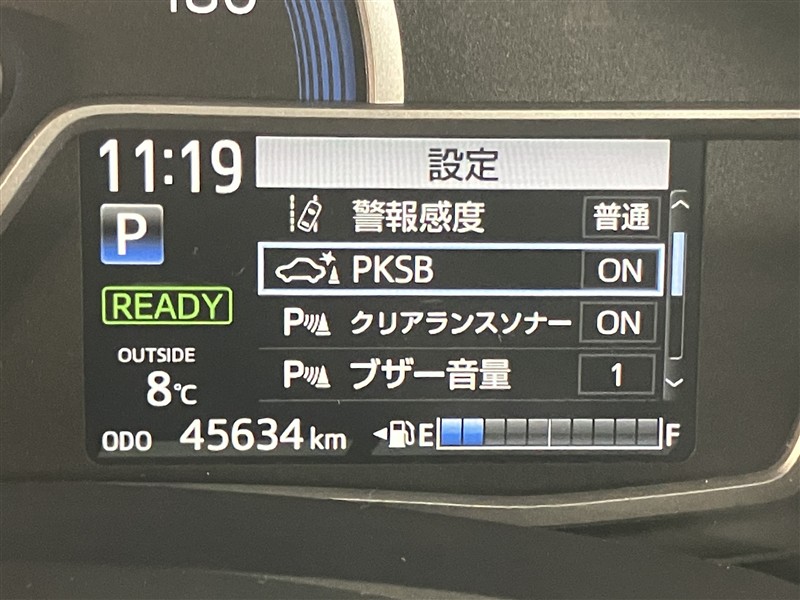 11:19
設定
警報感度 普通
P
PKSB ON
READY
P クリアランスソナー ON
OUTSIDE
8℃
P ブザー音量 1
ODO 45634 km
E F